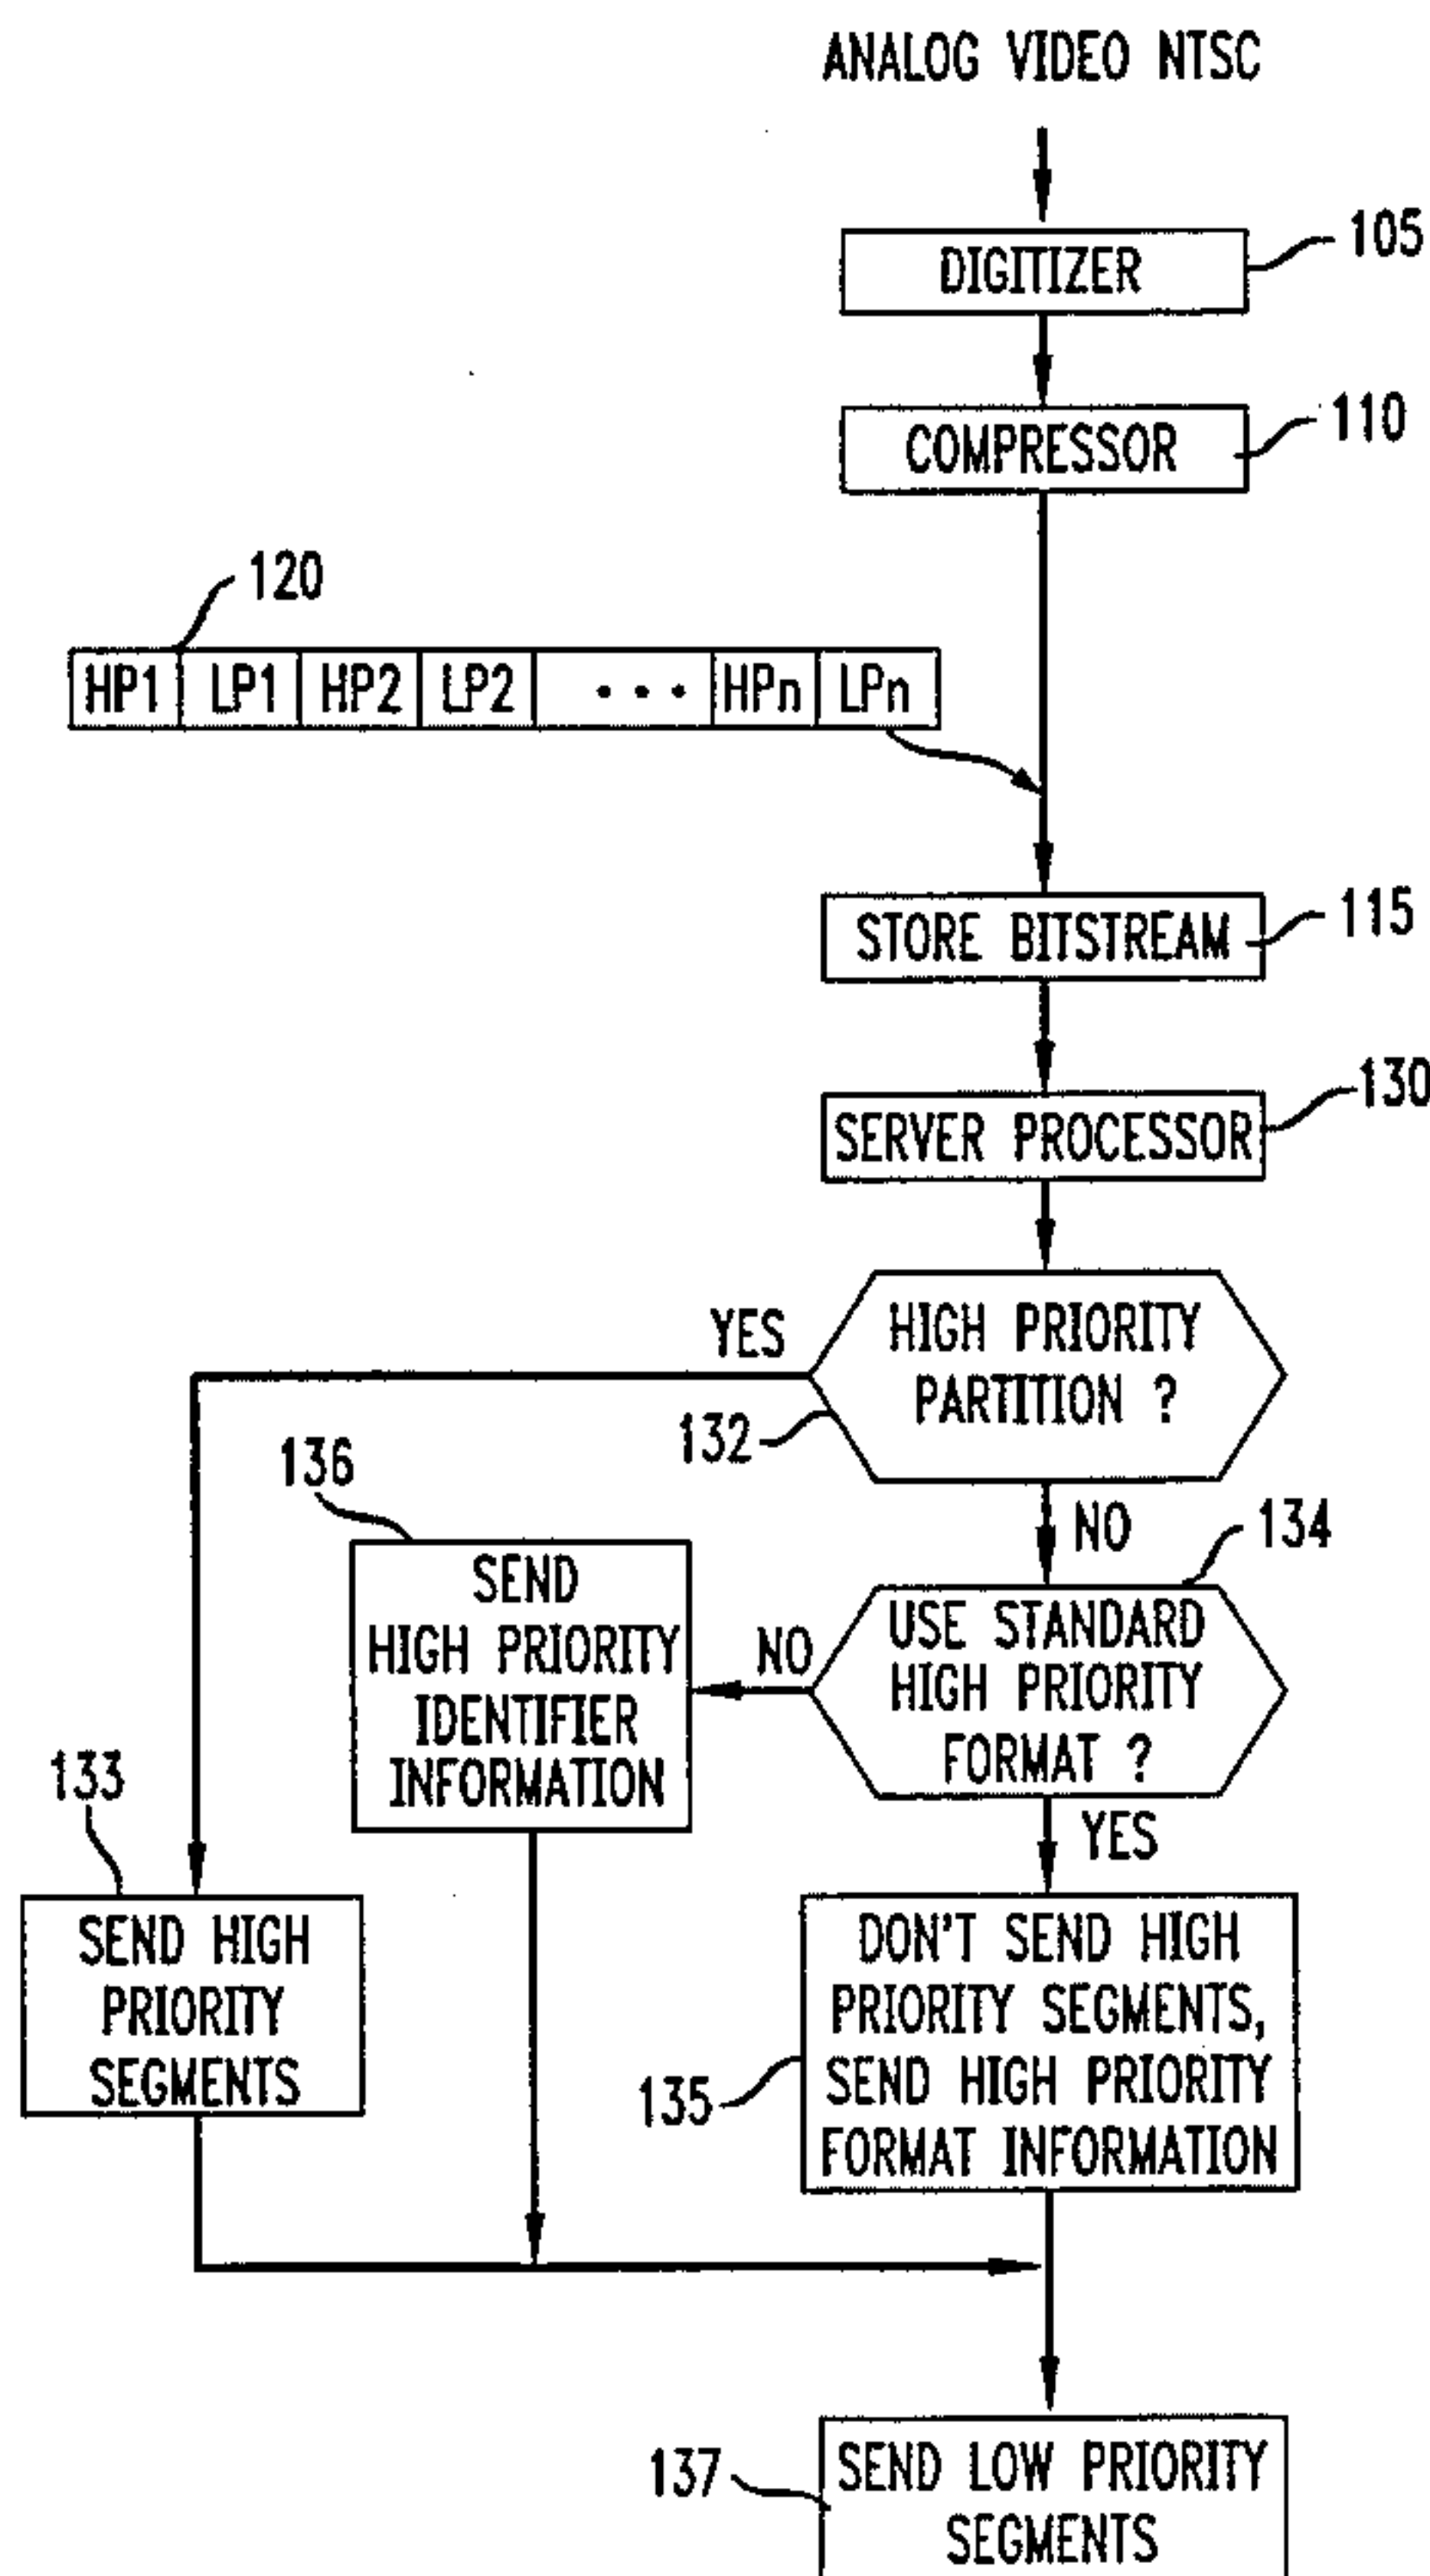 ANALOG VIDEO NTSC
DIGITIZER
105
COMPRESSOR
110
120
HP1 LP1 HP2 LP2 ... HPn LPn
STORE BITSTREAM
115
SERVER PROCESSOR
130
HIGH PRIORITY
PARTITION ?
YES
132
NO
136
SEND
HIGH PRIORITY
IDENTIFIER
INFORMATION
134
USE STANDARD
HIGH PRIORITY
FORMAT ?
NO
YES
133
SEND HIGH
PRIORITY
SEGMENTS
DON'T SEND HIGH
PRIORITY SEGMENTS,
SEND HIGH PRIORITY
FORMAT INFORMATION
135
137
SEND LOW PRIORITY
SEGMENTS